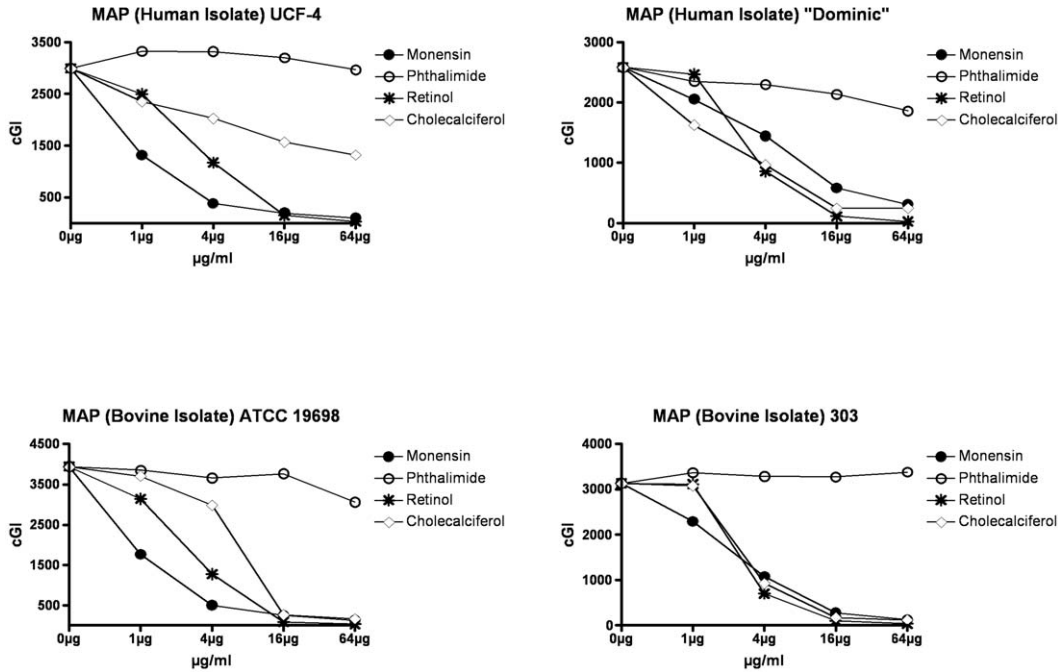 MAP (Human Isolate) UCF-4
3500
2500
1500
500
cGI
0µg 1µg 4µg 16µg 64µg
µg/ml
Monensin
Phthalimide
Retinol
Cholecalciferol
MAP (Human Isolate) "Dominic"
3000
2000
1000
0
cGI
0µg 1µg 4µg 16µg 64µg
µg/ml
Monensin
Phthalimide
Retinol
Cholecalciferol
MAP (Bovine Isolate) ATCC 19698
4500
3500
2500
1500
500
cGI
0µg 1µg 4µg 16µg 64µg
µg/ml
Monensin
Phthalimide
Retinol
Cholecalciferol
MAP (Bovine Isolate) 303
4000
3000
2000
1000
0
cGI
0µg 1µg 4µg 16µg 64µg
µg/ml
Monensin
Phthalimide
Retinol
Cholecalciferol